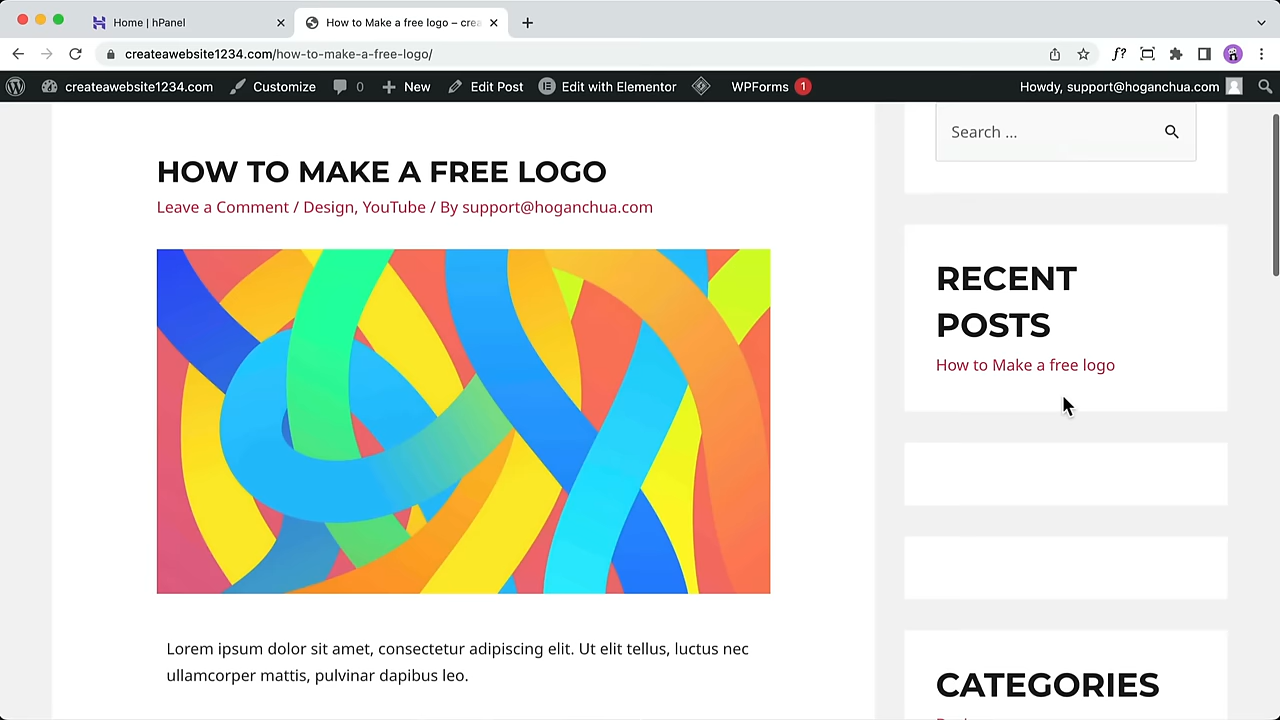 Home | hPanel
How to Make a free logo – crea
createawebsite1234.com/how-to-make-a-free-logo/
f?
createawebsite1234.com
Customize
0
New
Edit Post
Edit with Elementor
WPForms
1
Howdy, support@hoganchua.com
Search ...
HOW TO MAKE A FREE LOGO
Leave a Comment / Design, YouTube / By support@hoganchua.com
RECENT
POSTS
How to Make a free logo
Lorem ipsum dolor sit amet, consectetur adipiscing elit. Ut elit tellus, luctus nec
ullamcorper mattis, pulvinar dapibus leo.
CATEGORIES